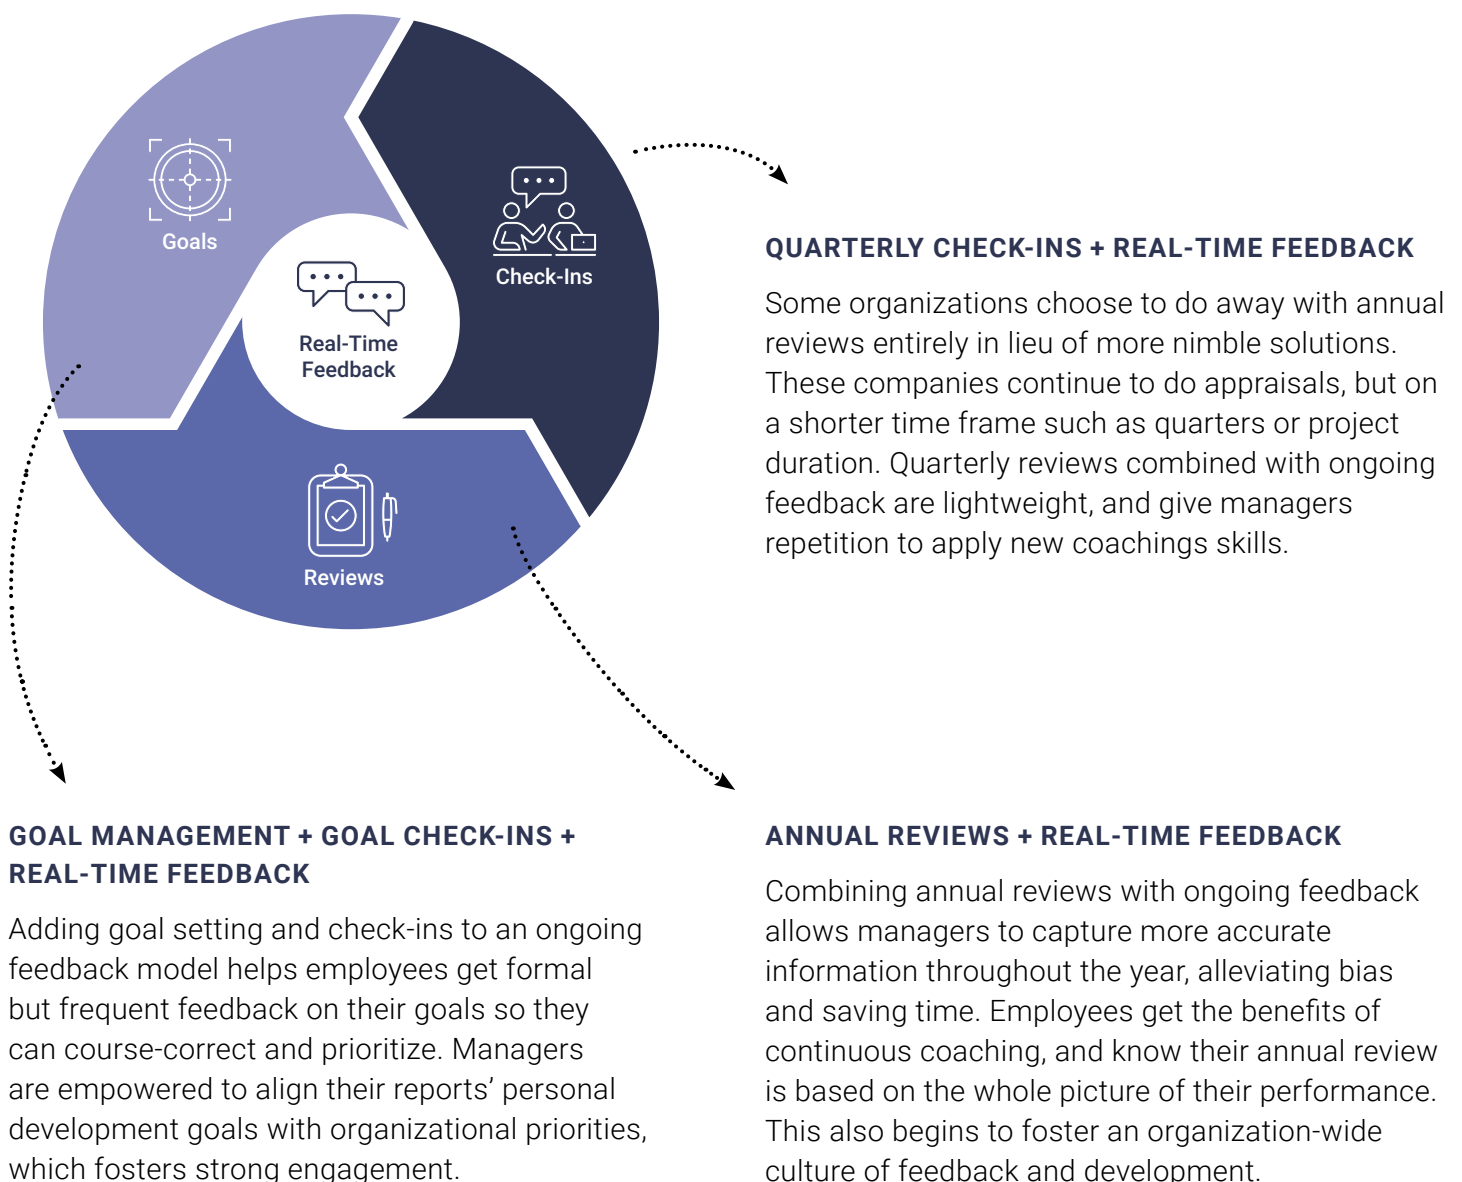 Goals
Check-Ins
Real-Time
Feedback
Reviews
QUARTERLY CHECK-INS + REAL-TIME FEEDBACK
Some organizations choose to do away with annual
reviews entirely in lieu of more nimble solutions.
These companies continue to do appraisals, but on
a shorter time frame such as quarters or project
duration. Quarterly reviews combined with ongoing
feedback are lightweight, and give managers
repetition to apply new coachings skills.
GOAL MANAGEMENT + GOAL CHECK-INS +
REAL-TIME FEEDBACK
Adding goal setting and check-ins to an ongoing
feedback model helps employees get formal
but frequent feedback on their goals so they
can course-correct and prioritize. Managers
are empowered to align their reports’ personal
development goals with organizational priorities,
which fosters strong engagement.
ANNUAL REVIEWS + REAL-TIME FEEDBACK
Combining annual reviews with ongoing feedback
allows managers to capture more accurate
information throughout the year, alleviating bias
and saving time. Employees get the benefits of
continuous coaching, and know their annual review
is based on the whole picture of their performance.
This also begins to foster an organization-wide
culture of feedback and development.